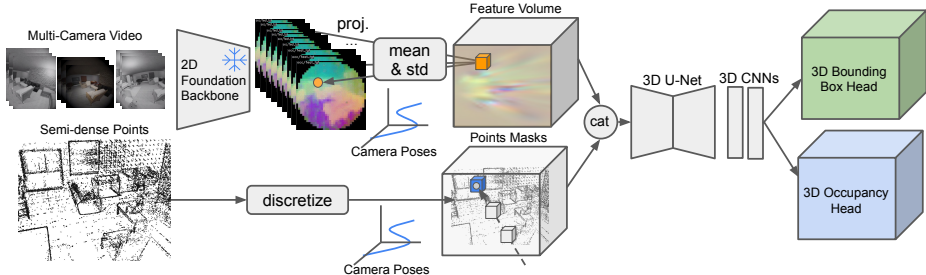 Multi-Camera Video
2D
Foundation
Backbone
proj.
...
mean
& std
Feature Volume
Camera Poses
Semi-dense Points
discretize
Camera Poses
Points Masks
cat
3D U-Net
3D CNNs
3D Bounding
Box Head
3D Occupancy
Head